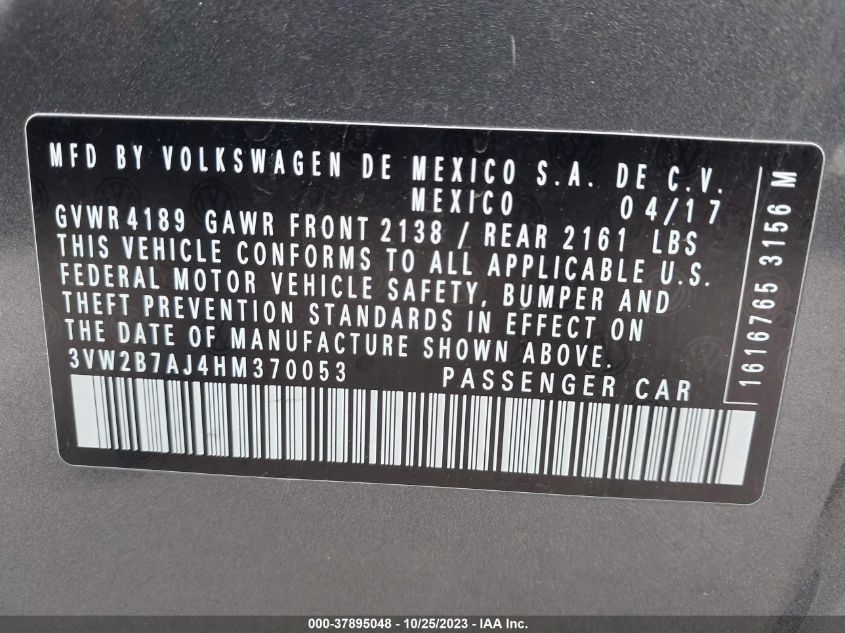 MFD BY VOLKSWAGEN DE MEXICO S.A. DE C.V.
MEXICO 04/17
GVWR 4189 GAWR FRONT 2138 / REAR 2161 LBS
THIS VEHICLE CONFORMS TO ALL APPLICABLE U.S.
FEDERAL MOTOR VEHICLE SAFETY, BUMPER AND
THEFT PREVENTION STANDARDS IN EFFECT ON
THE DATE OF MANUFACTURE SHOWN ABOVE.
3VW2B7AJ4HM370053 PASSENGER CAR
1616765 3156 M
000-37895048 - 10/25/2023 - IAA Inc.